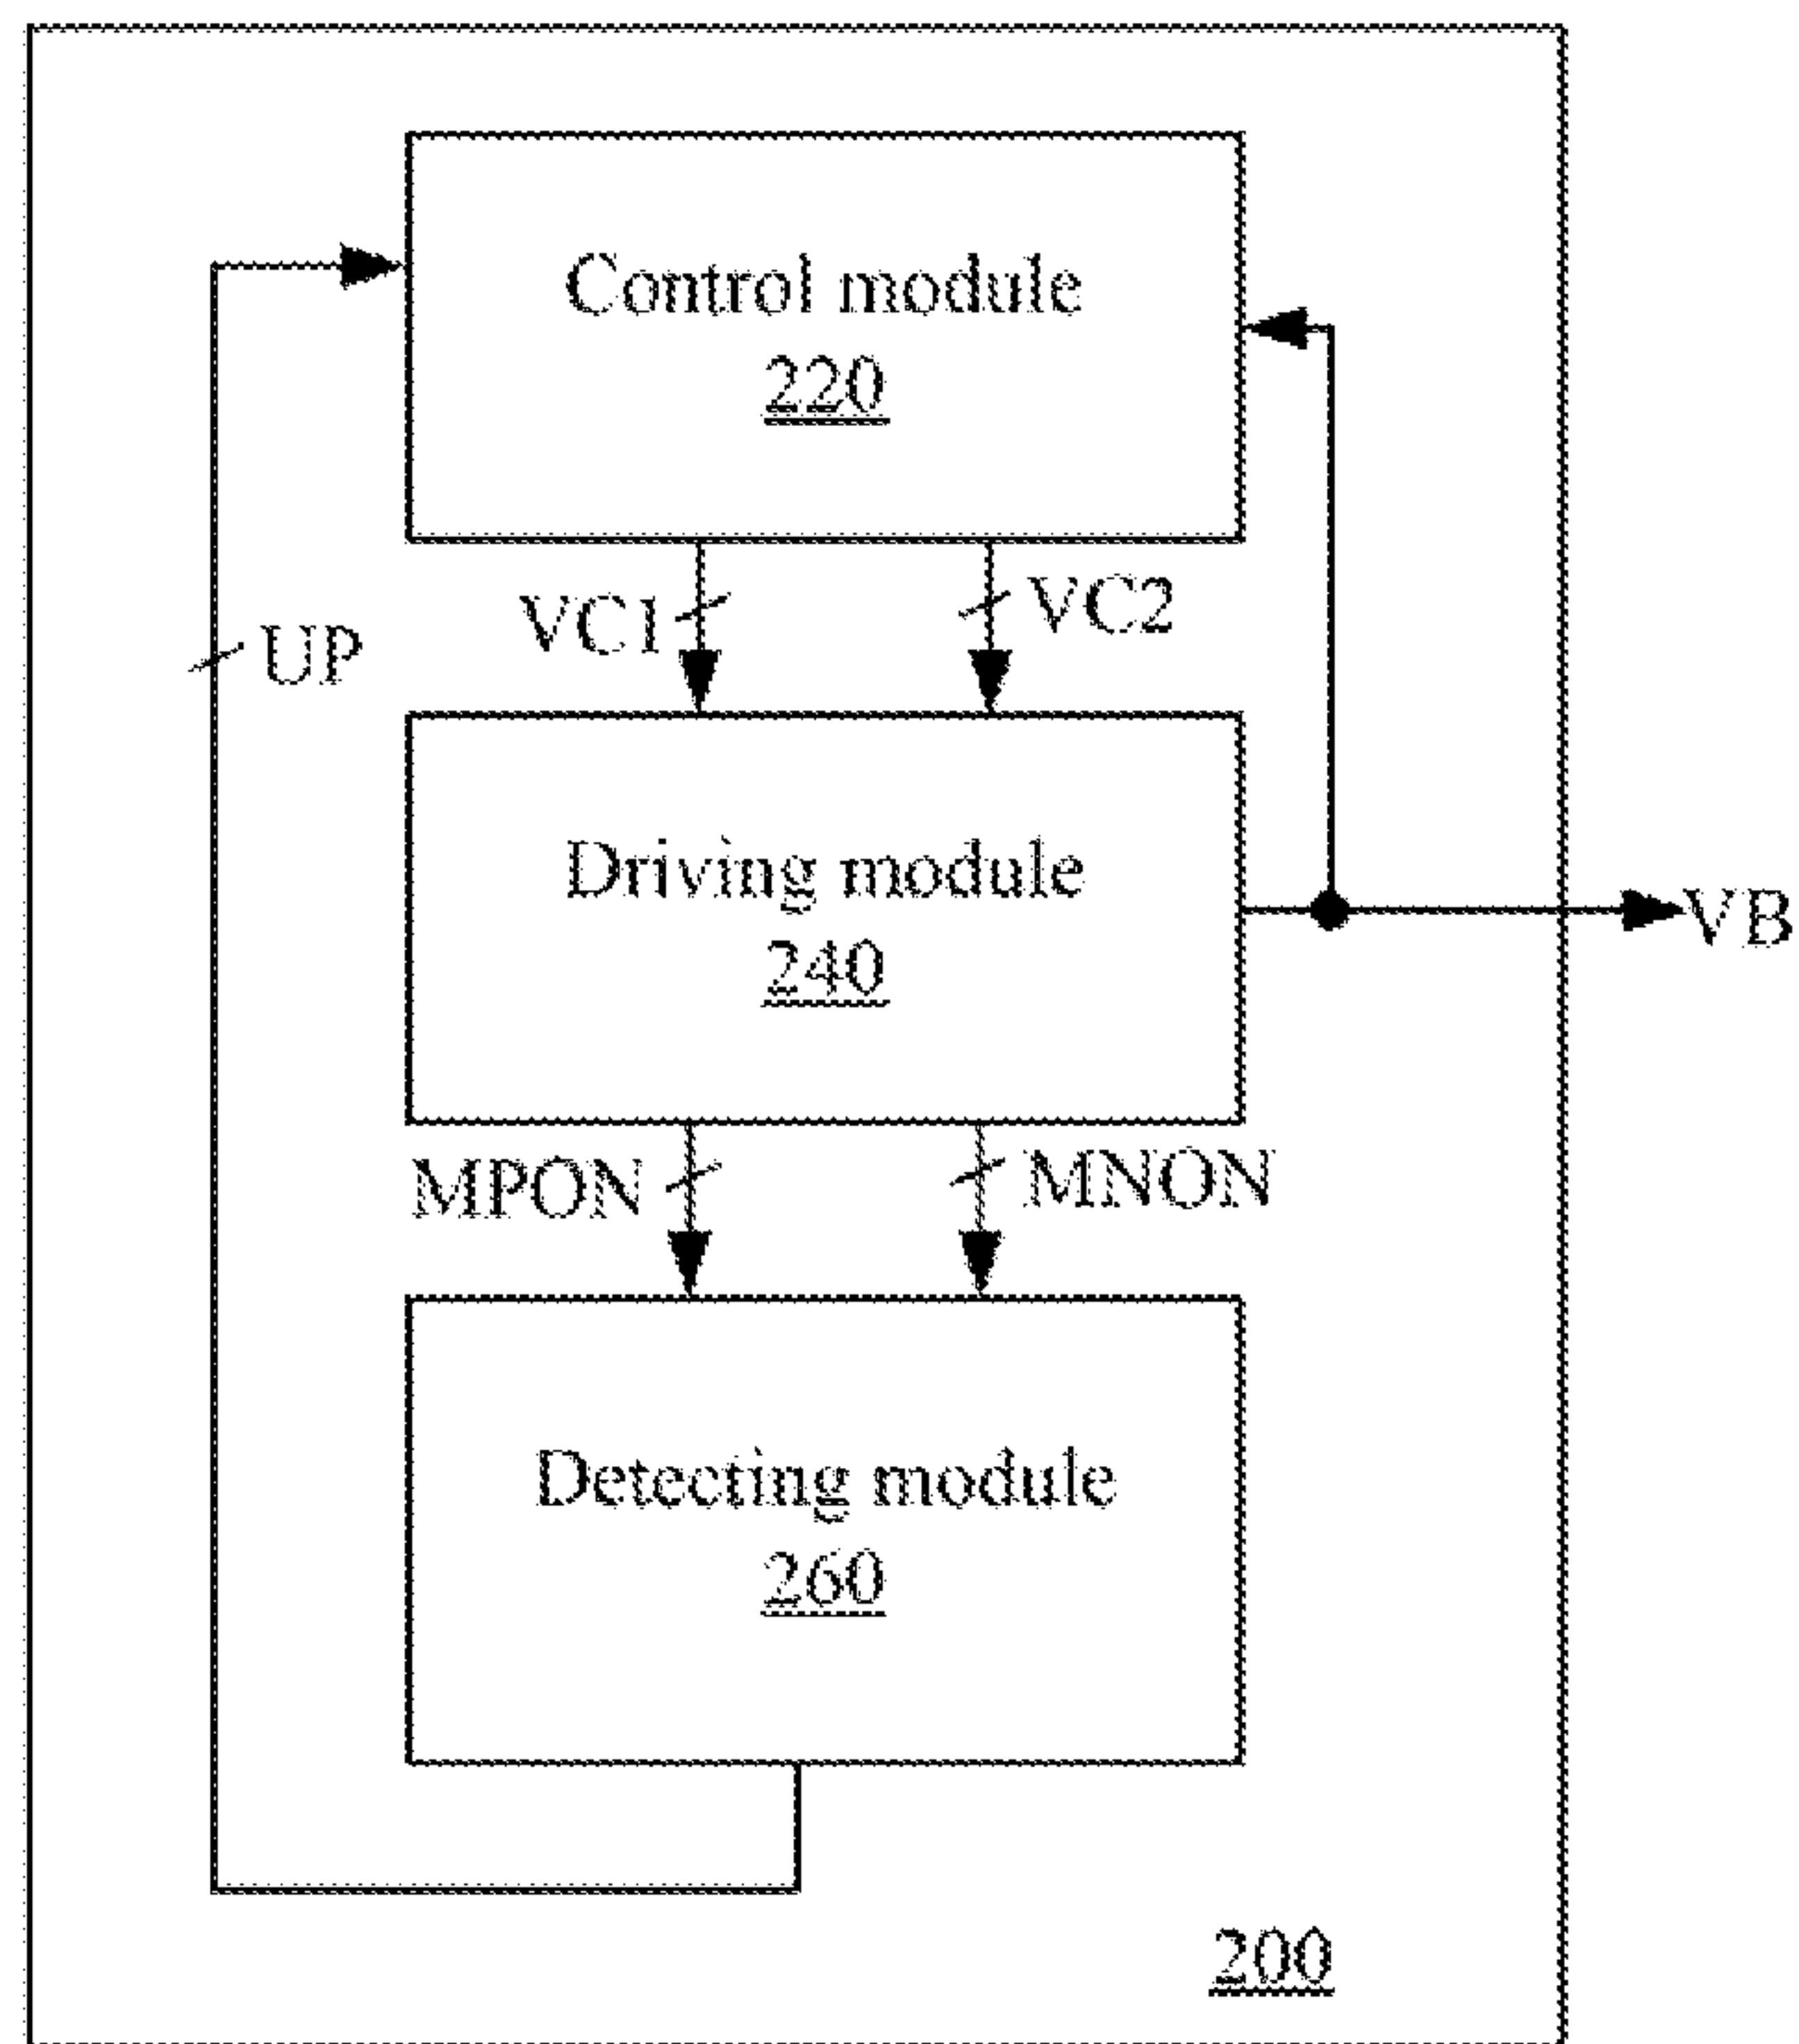 Control module
220
VC1
VC2
UP
Driving module
240
VB
MPON
MNON
Detecting module
260
200